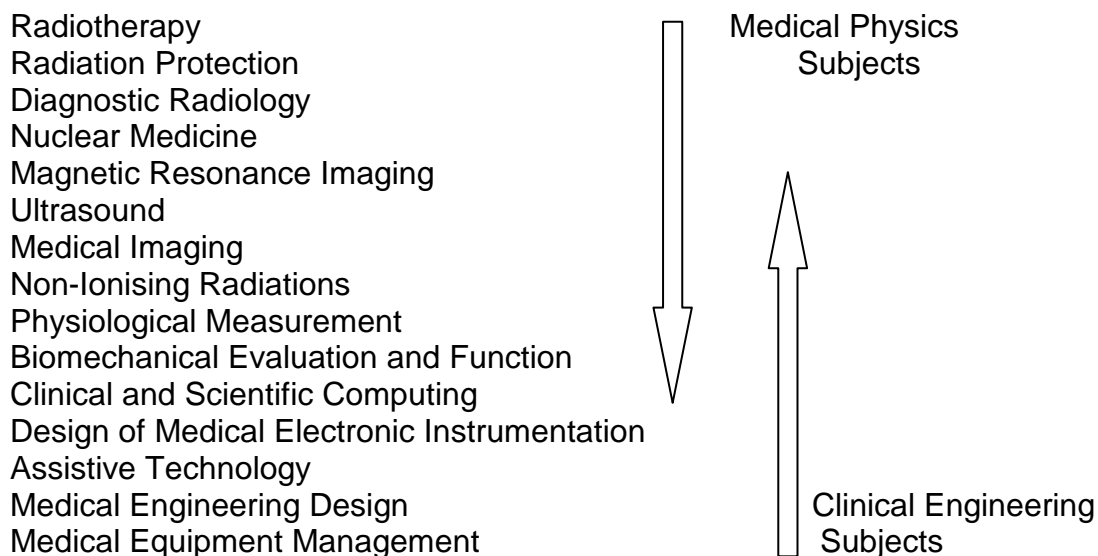 Radiotherapy
Radiation Protection
Diagnostic Radiology
Nuclear Medicine
Magnetic Resonance Imaging
Ultrasound
Medical Imaging
Non-Ionising Radiations
Physiological Measurement
Biomechanical Evaluation and Function
Clinical and Scientific Computing
Design of Medical Electronic Instrumentation
Assistive Technology
Medical Engineering Design
Medical Equipment Management
Medical Physics
Subjects
Clinical Engineering
Subjects